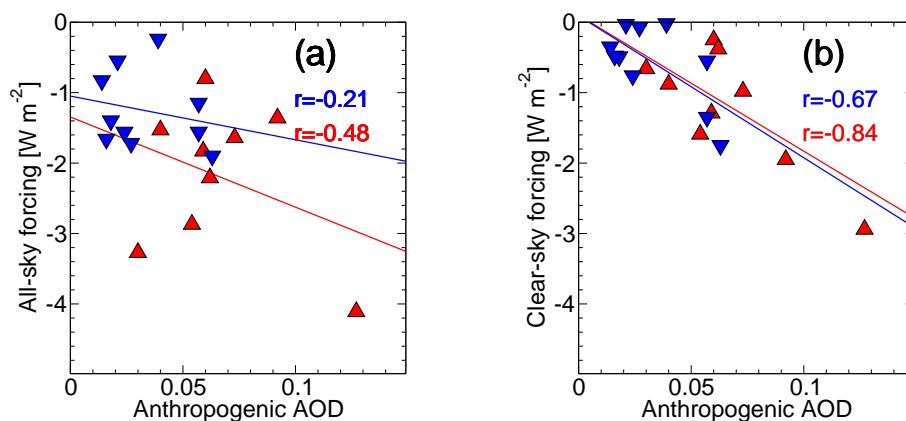 0
-1
-2
-3
-4
All-sky forcing [W m-2]
(a)
r=-0.21
r=-0.48
0
0.05
0.1
Anthropogenic AOD
0
-1
-2
-3
-4
Clear-sky forcing [W m-2]
(b)
r=-0.67
r=-0.84
0
0.05
0.1
Anthropogenic AOD